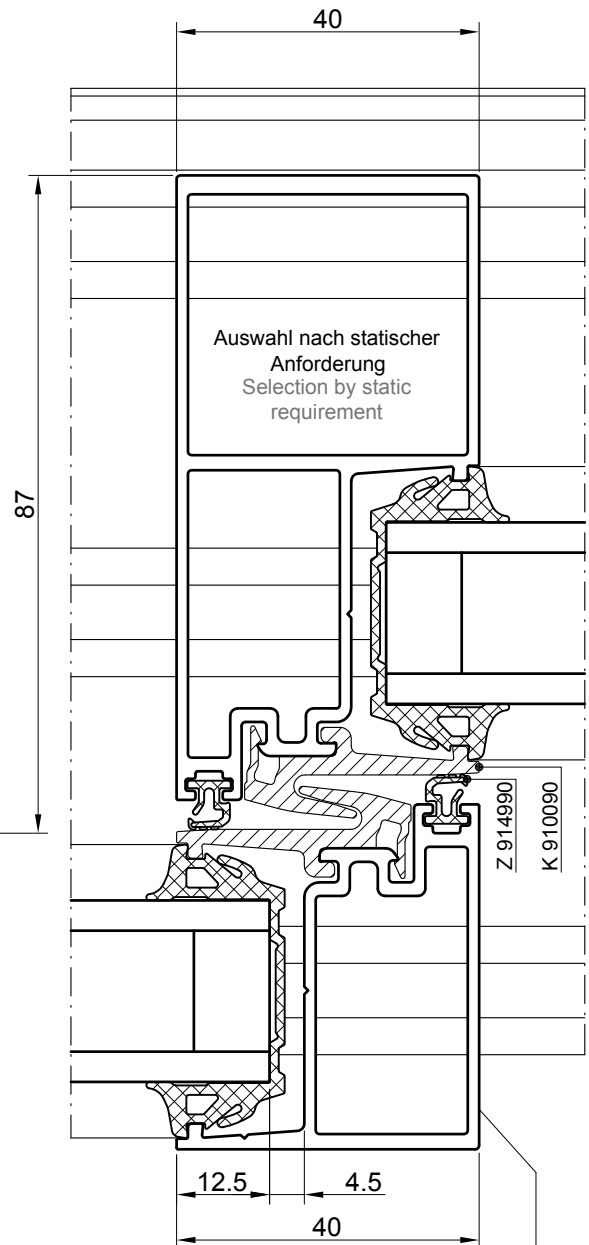 40
87
Auswahl nach statischer
Anforderung
Selection by static
requirement
Z 914990
K 910090
12.5
4.5
40